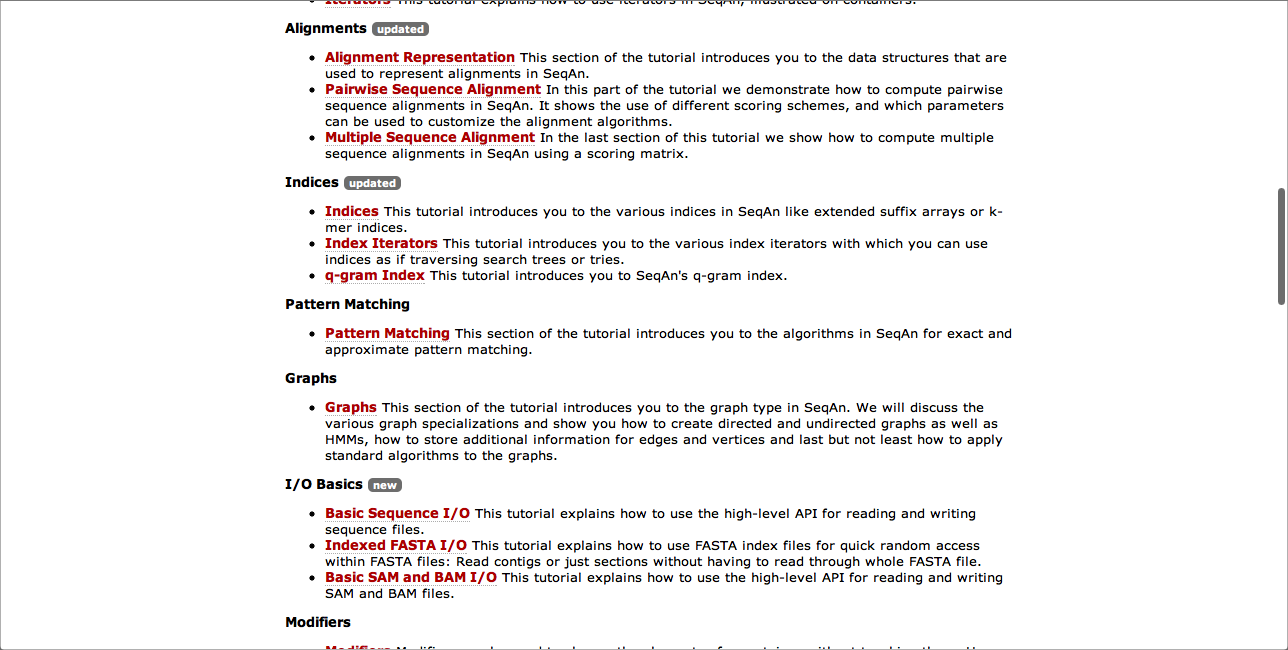 Iterators This tutorial explains how to use iterators in SeqAn, illustrated on containers.
Alignments updated
• Alignment Representation This section of the tutorial introduces you to the data structures that are
used to represent alignments in SeqAn.
• Pairwise Sequence Alignment In this part of the tutorial we demonstrate how to compute pairwise
sequence alignments in SeqAn. It shows the use of different scoring schemes, and which parameters
can be used to customize the alignment algorithms.
• Multiple Sequence Alignment In the last section of this tutorial we show how to compute multiple
sequence alignments in SeqAn using a scoring matrix.
Indices updated
• Indices This tutorial introduces you to the various indices in SeqAn like extended suffix arrays or k-
mer indices.
• Index Iterators This tutorial introduces you to the various index iterators with which you can use
indices as if traversing search trees or tries.
• q-gram Index This tutorial introduces you to SeqAn's q-gram index.
Pattern Matching
• Pattern Matching This section of the tutorial introduces you to the algorithms in SeqAn for exact and
approximate pattern matching.
Graphs
• Graphs This section of the tutorial introduces you to the graph type in SeqAn. We will discuss the
various graph specializations and show you how to create directed and undirected graphs as well as
HMMs, how to store additional information for edges and vertices and last but not least how to apply
standard algorithms to the graphs.
I/O Basics new
• Basic Sequence I/O This tutorial explains how to use the high-level API for reading and writing
sequence files.
• Indexed FASTA I/O This tutorial explains how to use FASTA index files for quick random access
within FASTA files: Read contigs or just sections without having to read through whole FASTA file.
• Basic SAM and BAM I/O This tutorial explains how to use the high-level API for reading and writing
SAM and BAM files.
Modifiers